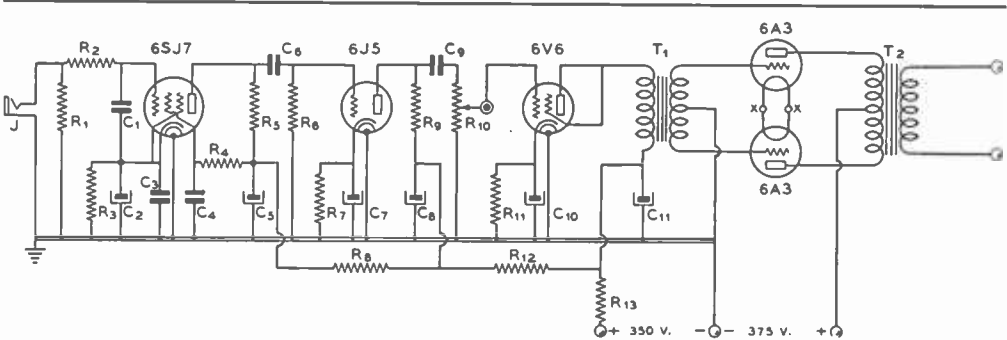 R2
6SJ7
C6
6J5
C9
6V6
T1
6A3
T2
J
R1
C1
R5
R6
R9
R10
X
X
R4
R3
C2
C3
C4
C5
R7
C7
C8
R11
C10
C11
6A3
R8
R12
R13
+ 350 V. - - 375 V. +